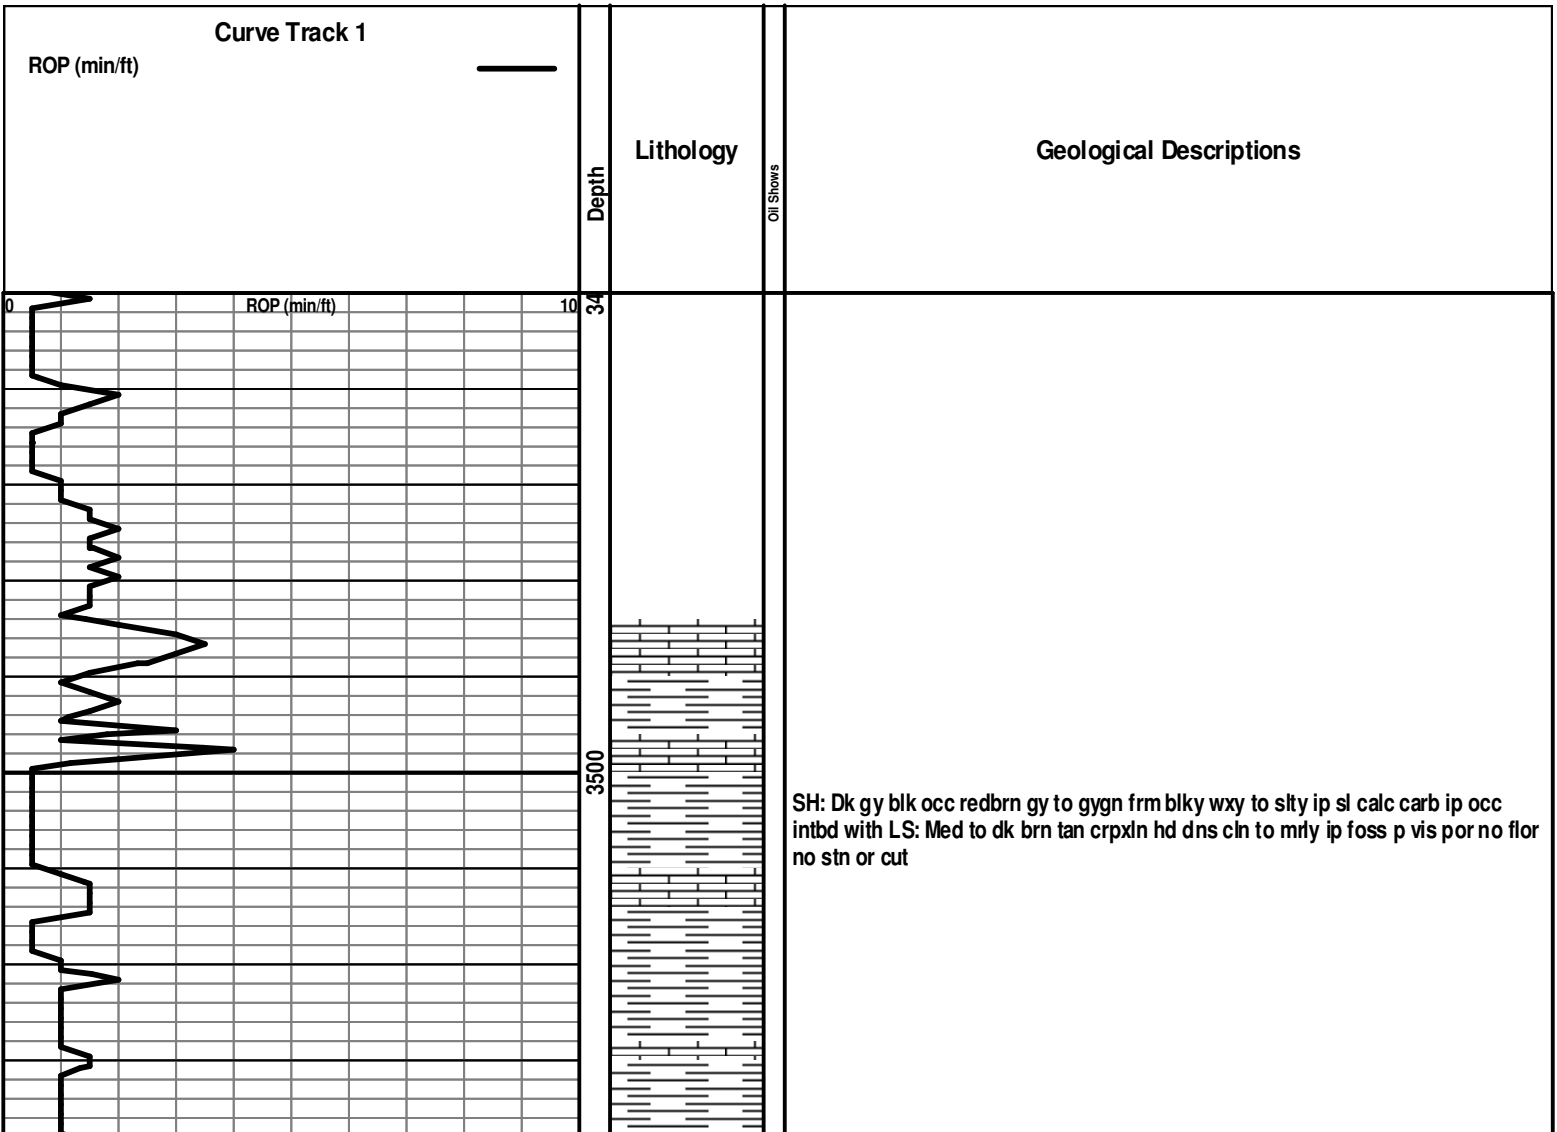 Curve Track 1
ROP (min/ft)
Depth
Lithology
Oil Shows
Geological Descriptions
0 ROP (min/ft) 10
34
3500
SH: Dk gy blk occ redbrn gy to gygn frm blky wxy to slty ip sl calc carb ip occ
intbd with LS: Med to dk brn tan crpxln hd dns cln to mrly ip foss p vis por no flor
no stn or cut